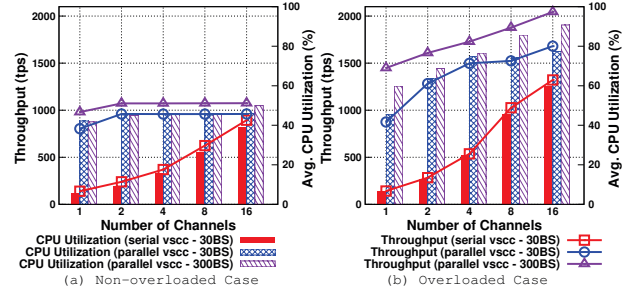 2000
1500
1000
500
0
Throughput (tps)
100
80
60
40
20
0
Avg. CPU Utilization (%)
1 2 4 8 16
Number of Channels
2000
1500
1000
500
0
Throughput (tps)
100
80
60
40
20
0
Avg. CPU Utilization (%)
1 2 4 8 16
Number of Channels
CPU Utilization (serial vscc - 30BS)
CPU Utilization (parallel vscc - 30BS)
CPU Utilization (parallel vscc - 300BS)
Throughput (serial vscc - 30BS)
Throughput (parallel vscc - 30BS)
Throughput (parallel vscc - 300BS)
(a) Non-overloaded Case
(b) Overloaded Case